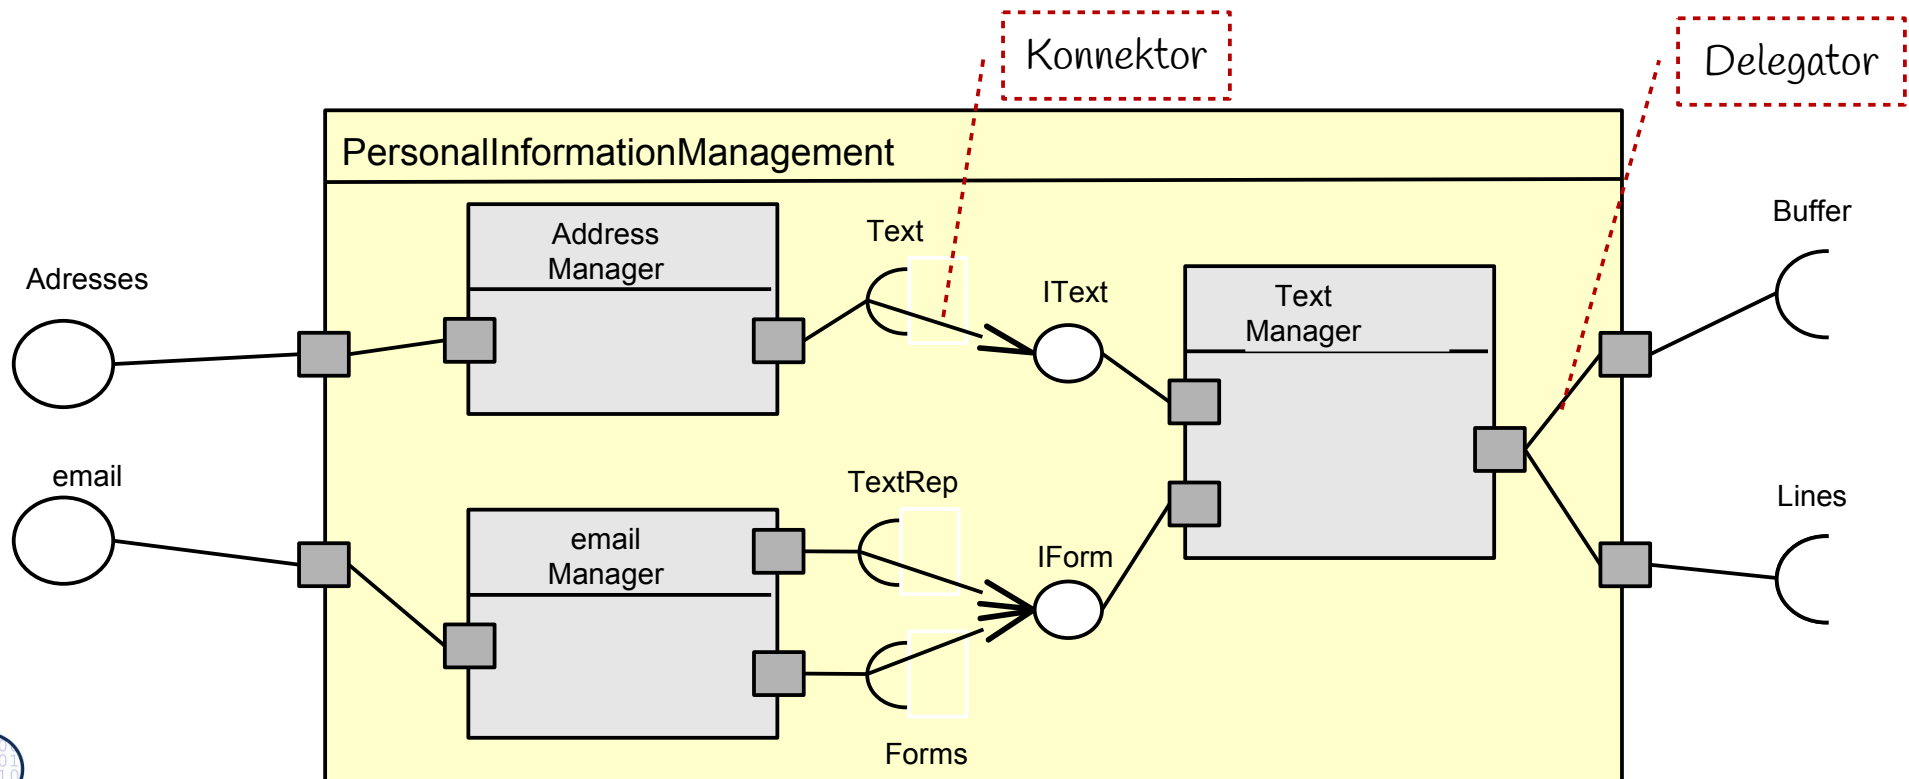 Konnektor
Delegator
PersonalInformationManagement
Address
Manager
Text
Buffer
Adresses
IText
Text
Manager
email
TextRep
Lines
email
Manager
IForm
Forms